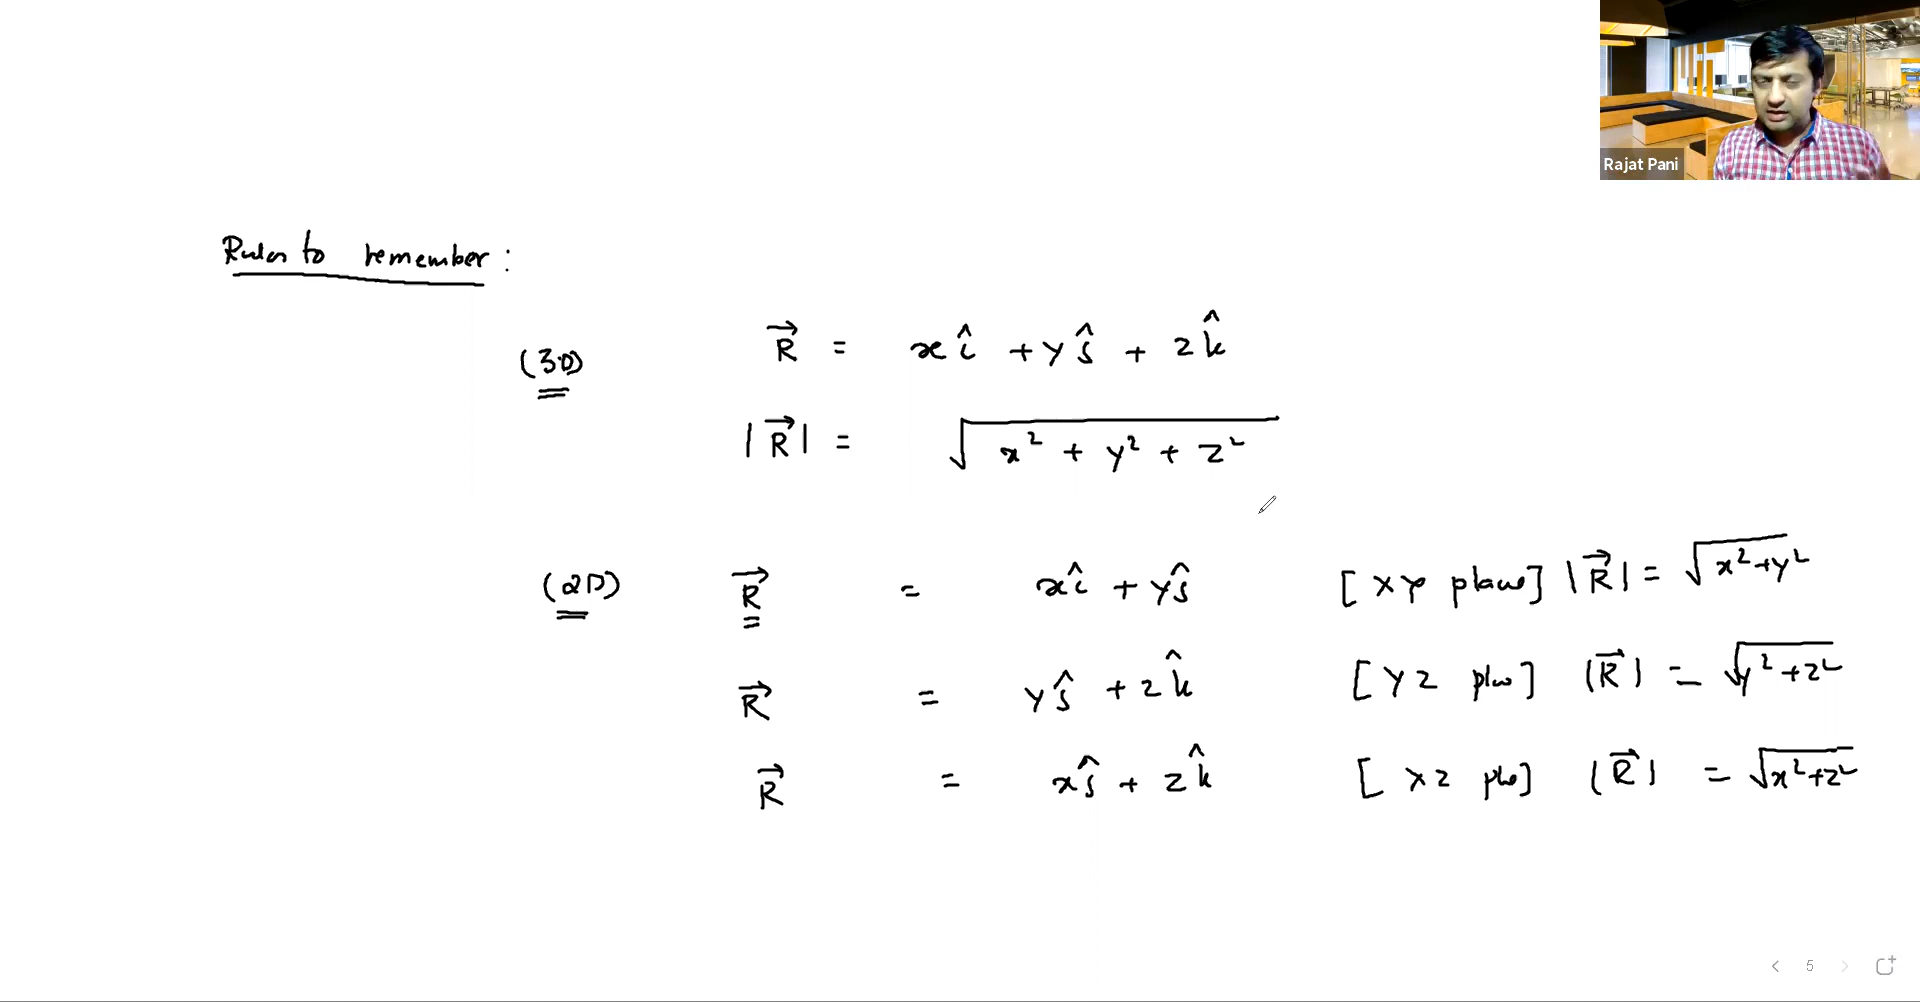 Rajat Pani
Rules to remember :
(3D) R⃗ = xî + yĵ + zk̂
|R⃗| = √(x² + y² + z²)
(2D) R⃗ = xî + yĵ [XY plane] |R⃗| = √(x²+y²)
R⃗ = yĵ + zk̂ [YZ plane] |R⃗| = √(y²+z²)
R⃗ = xĵ + zk̂ [XZ plane] |R⃗| = √(x²+z²)
5